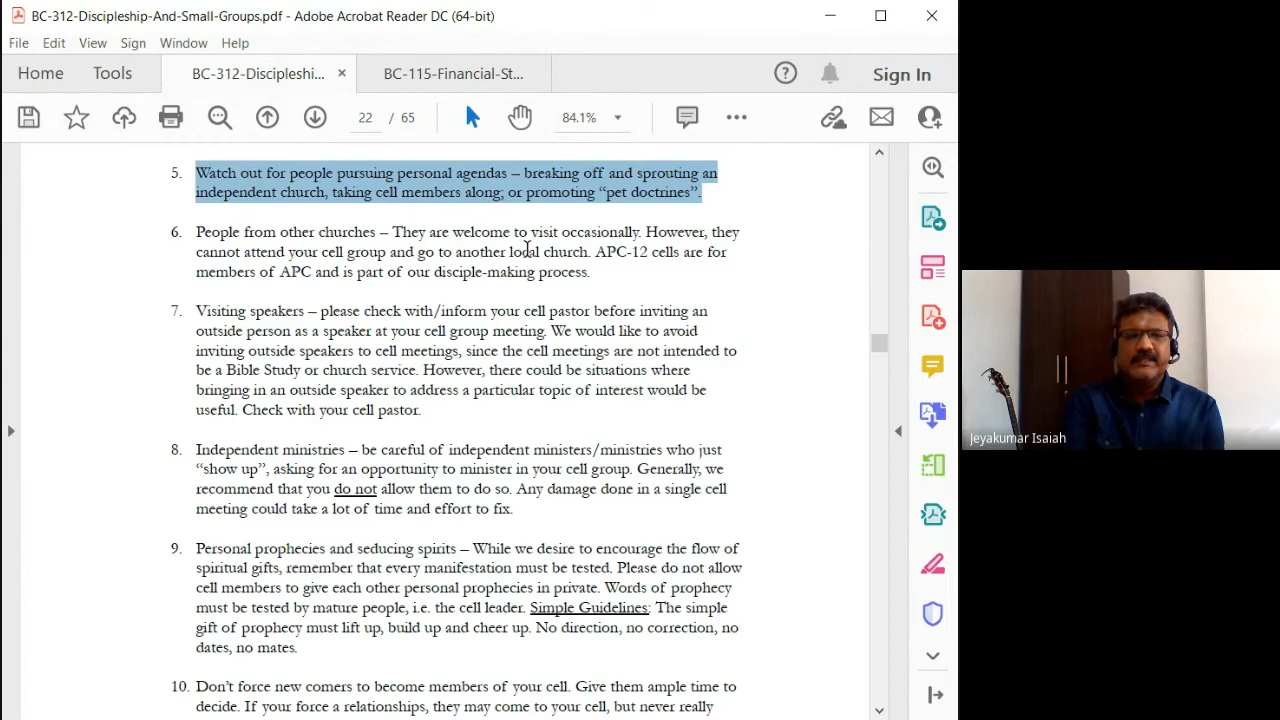 BC-312-Discipleship-And-Small-Groups.pdf - Adobe Acrobat Reader DC (64-bit)
File Edit View Sign Window Help
Home Tools BC-312-Discipleshi... × BC-115-Financial-St... Sign In
22 / 65 84.1%
5. Watch out for people pursuing personal agendas – breaking off and sprouting an
independent church, taking cell members along; or promoting “pet doctrines”.
6. People from other churches – They are welcome to visit occasionally. However, they
cannot attend your cell group and go to another local church. APC-12 cells are for
members of APC and is part of our disciple-making process.
7. Visiting speakers – please check with/inform your cell pastor before inviting an
outside person as a speaker at your cell group meeting. We would like to avoid
inviting outside speakers to cell meetings, since the cell meetings are not intended to
be a Bible Study or church service. However, there could be situations where
bringing in an outside speaker to address a particular topic of interest would be
useful. Check with your cell pastor.
8. Independent ministries – be careful of independent ministers/ministries who just
“show up”, asking for an opportunity to minister in your cell group. Generally, we
recommend that you do not allow them to do so. Any damage done in a single cell
meeting could take a lot of time and effort to fix.
9. Personal prophecies and seducing spirits – While we desire to encourage the flow of
spiritual gifts, remember that every manifestation must be tested. Please do not allow
cell members to give each other personal prophecies in private. Words of prophecy
must be tested by mature people, i.e. the cell leader. Simple Guidelines: The simple
gift of prophecy must lift up, build up and cheer up. No direction, no correction, no
dates, no mates.
10. Don’t force new comers to become members of your cell. Give them ample time to
decide. If your force a relationships, they may come to your cell, but never really
Jeyakumar Isaiah